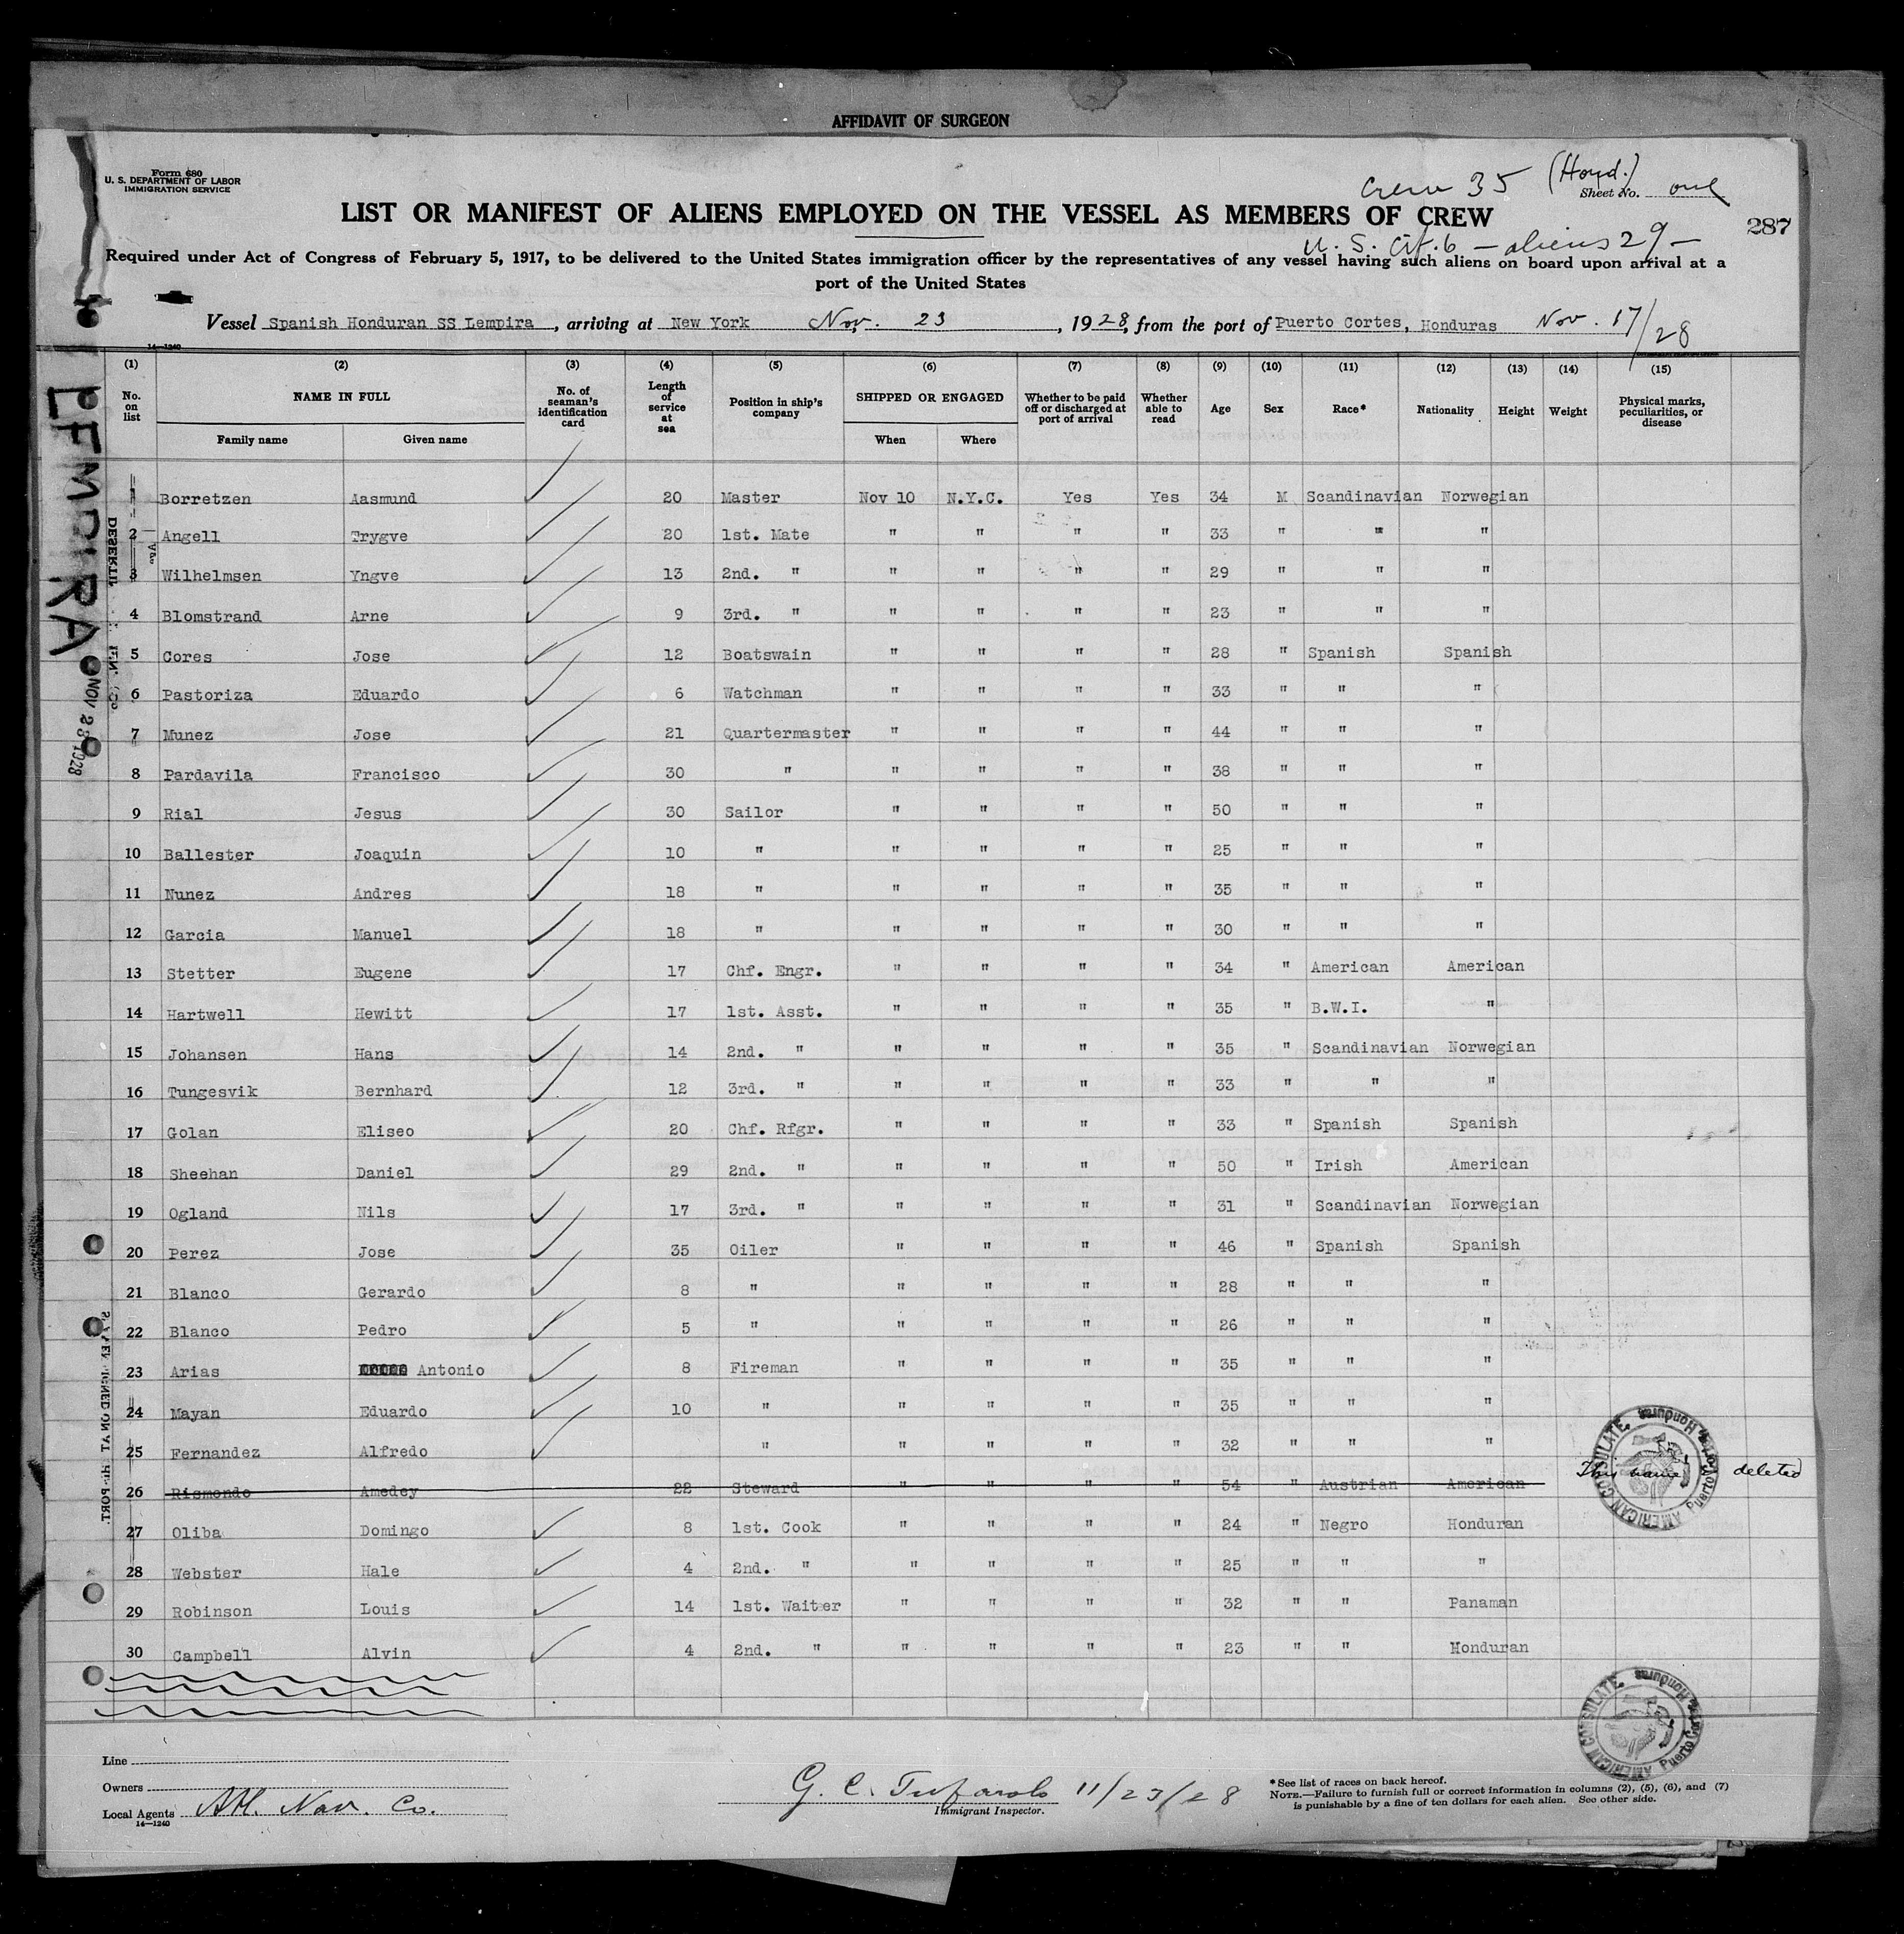 AFFIDAVIT OF SURGEON
Form 680
U. S. DEPARTMENT OF LABOR
IMMIGRATION SERVICE
Crew 35 (Hond.)
Sheet No. one
LIST OR MANIFEST OF ALIENS EMPLOYED ON THE VESSEL AS MEMBERS OF CREW
287
U. S. Cit. 6 — aliens 29 —
Required under Act of Congress of February 5, 1917, to be delivered to the United States immigration officer by the representatives of any vessel having such aliens on board upon arrival at a
port of the United States
Vessel Spanish Honduran SS Lempira, arriving at New York Nov. 23, 1928, from the port of Puerto Cortes, Honduras Nov. 17/28
14—1240
LEMPIRA
NOV 23 1928
(1) (2) (3) (4) (5) (6) (7) (8) (9) (10) (11) (12) (13) (14) (15)
No. on list NAME IN FULL No. of seaman's identification card Length of service at sea Position in ship's company SHIPPED OR ENGAGED Whether to be paid off or discharged at port of arrival Whether able to read Age Sex Race* Nationality Height Weight Physical marks, peculiarities, or disease
Family name Given name When Where
1 Borretzen Aasmund 20 Master Nov 10 N.Y.C. Yes Yes 34 M Scandinavian Norwegian
2 Angell Trygve 20 1st. Mate " " " " 33 " " "
3 Wilhelmsen Yngve 13 2nd. " " " " " 29 " " "
4 Blomstrand Arne 9 3rd. " " " " " 23 " " "
5 Cores Jose 12 Boatswain " " " " 28 " Spanish Spanish
6 Pastoriza Eduardo 6 Watchman " " " " 33 " " "
7 Munez Jose 21 Quartermaster " " " " 44 " " "
8 Pardavila Francisco 30 " " " " " 38 " " "
9 Rial Jesus 30 Sailor " " " " 50 " " "
10 Ballester Joaquin 10 " " " " " 25 " " "
11 Nunez Andres 18 " " " " " 35 " " "
12 Garcia Manuel 18 " " " " " 30 " " "
13 Stetter Eugene 17 Chf. Engr. " " " " 34 " American American
14 Hartwell Hewitt 17 1st. Asst. " " " " 35 " B.W.I. "
15 Johansen Hans 14 2nd. " " " " " 35 " Scandinavian Norwegian
16 Tungesvik Bernhard 12 3rd. " " " " " 33 " " "
17 Golan Eliseo 20 Chf. Rfgr. " " " " 33 " Spanish Spanish
18 Sheehan Daniel 29 2nd. " " " " " 50 " Irish American
19 Ogland Nils 17 3rd. " " " " " 31 " Scandinavian Norwegian
20 Perez Jose 35 Oiler " " " " 46 " Spanish Spanish
21 Blanco Gerardo 8 " " " " " 28 " " "
22 Blanco Pedro 5 " " " " " 26 " " "
23 Arias Antonio 8 Fireman " " " " 35 " " "
24 Mayan Eduardo 10 " " " " " 35 " " "
25 Fernandez Alfredo " " " " " 32 " " "
26 Rismondo Amedey 22 Steward " " " " 54 " Austrian American This name deleted
27 Oliba Domingo 8 1st. Cook " " " " 24 " Negro Honduran
28 Webster Hale 4 2nd. " " " " " 25 " " "
29 Robinson Louis 14 1st. Waiter " " " " 32 " " Panaman
30 Campbell Alvin 4 2nd. " " " " " 23 " " Honduran
AMERICAN CONSULATE. Puerto Cortes, Honduras
AMERICAN CONSULATE. Puerto Cortes, Honduras
Line
Owners
Local Agents Atl. Nav. Co.
14—1240
11/23/28
Immigrant Inspector.
*See list of races on back hereof.
NOTE.—Failure to furnish full or correct information in columns (2), (5), (6), and (7)
is punishable by a fine of ten dollars for each alien. See other side.